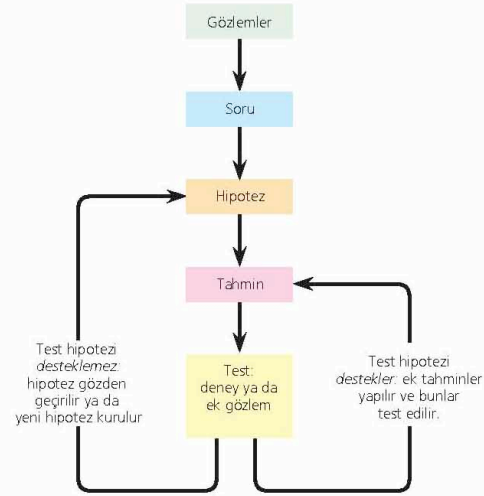 Gözlemler
Soru
Hipotez
Tahmin
Test:
deney ya da
ek gözlem
Test hipotezi
desteklemez:
hipotez gözden
geçirilir ya da
yeni hipotez kurulur
Test hipotezi
destekler: ek tahminler
yapılır ve bunlar
test edilir.